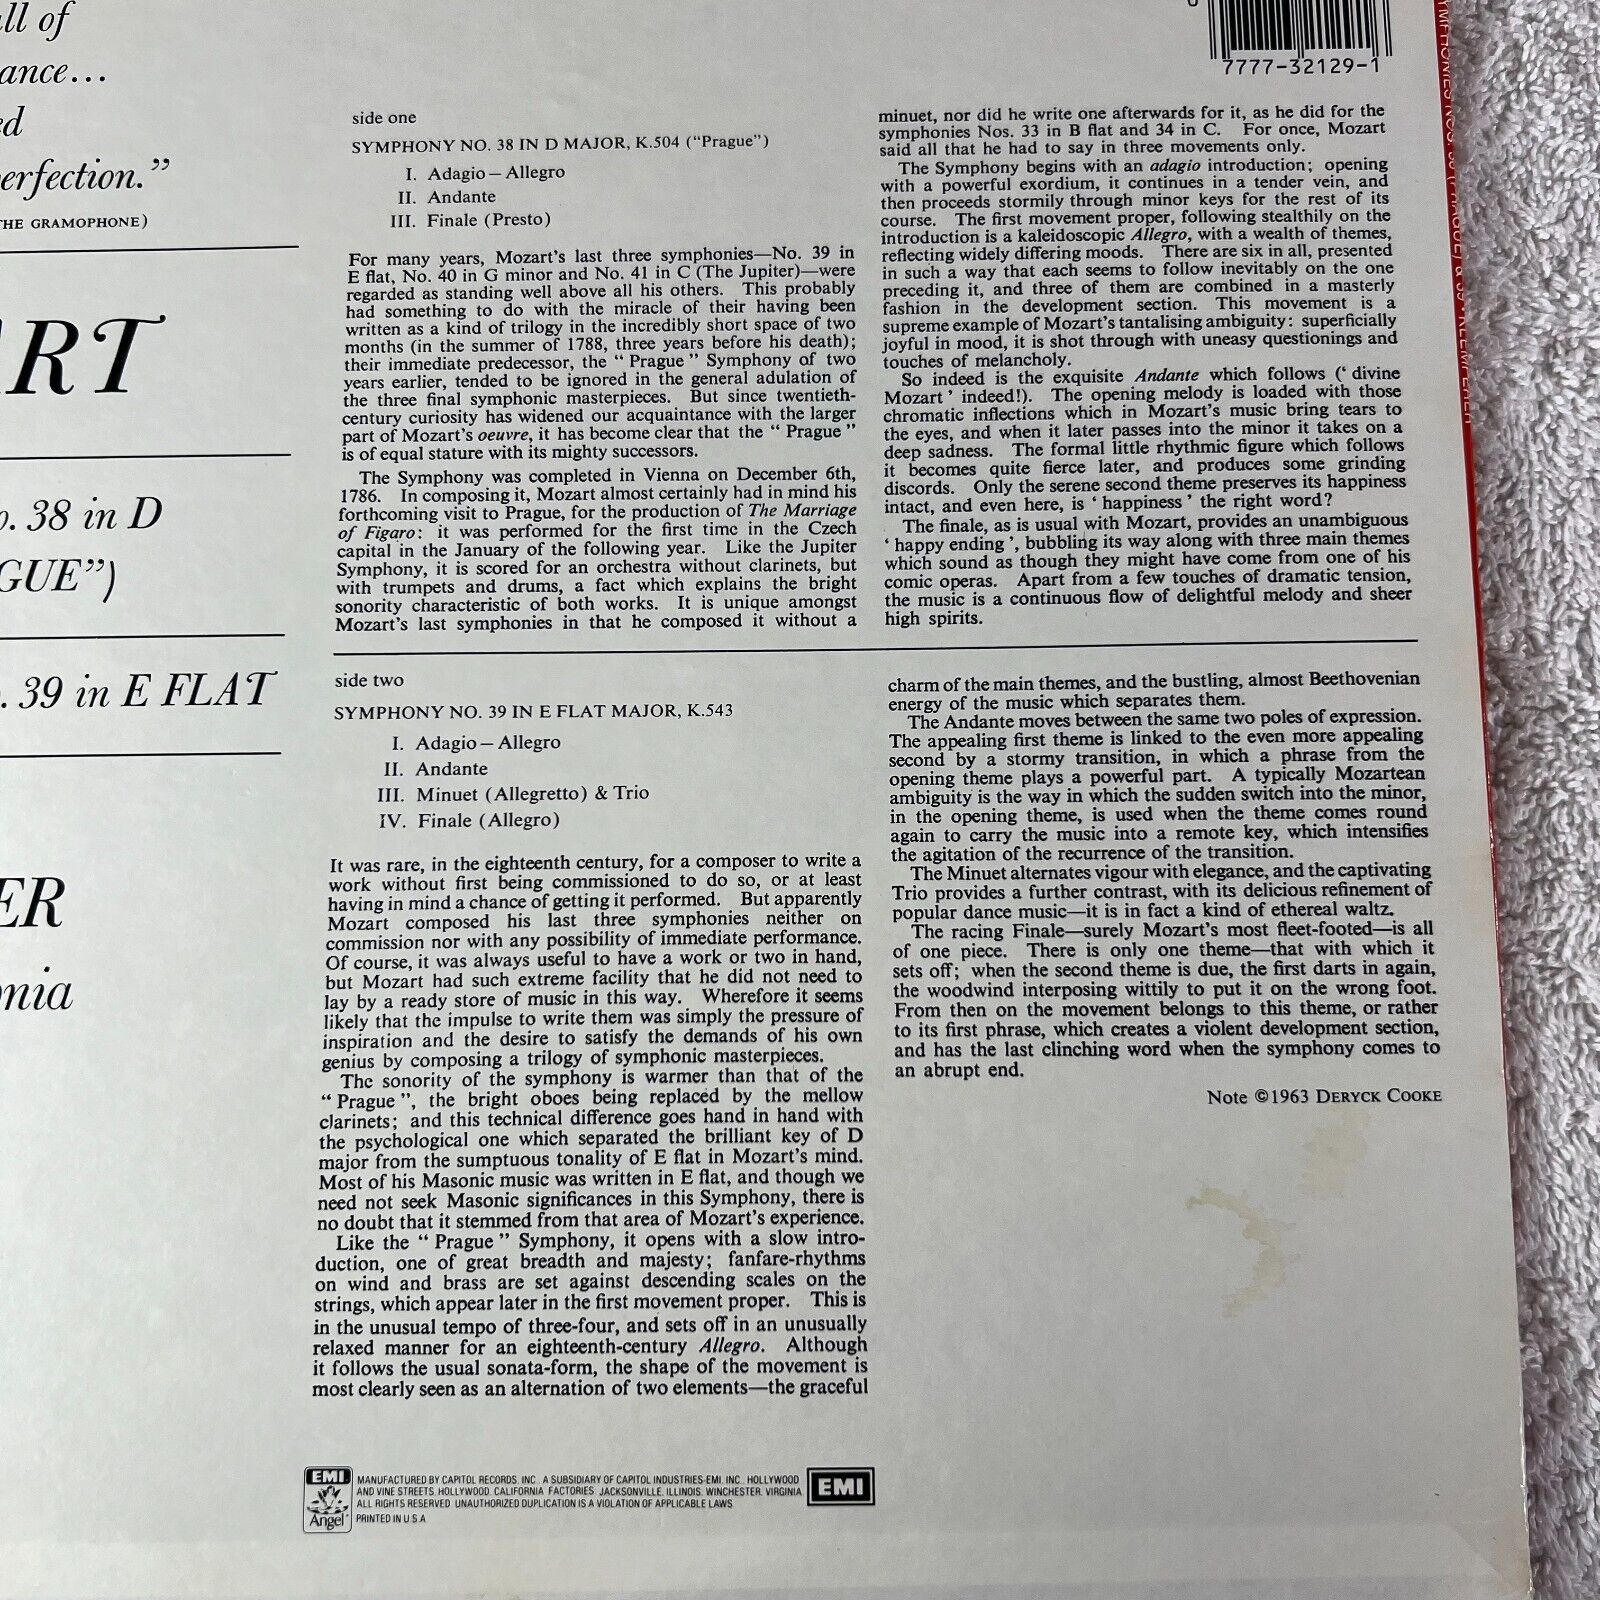 all of
ance...
ed
erfection.”
THE GRAMOPHONE)
ART
o. 38 in D
GUE”)
o. 39 in E FLAT
ER
onia
7777-32129-1
side one
SYMPHONY NO. 38 IN D MAJOR, K.504 ("Prague")
I. Adagio – Allegro
II. Andante
III. Finale (Presto)
For many years, Mozart's last three symphonies—No. 39 in
E flat, No. 40 in G minor and No. 41 in C (The Jupiter)—were
regarded as standing well above all his others. This probably
had something to do with the miracle of their having been
written as a kind of trilogy in the incredibly short space of two
months (in the summer of 1788, three years before his death);
their immediate predecessor, the “ Prague ” Symphony of two
years earlier, tended to be ignored in the general adulation of
the three final symphonic masterpieces. But since twentieth-
century curiosity has widened our acquaintance with the larger
part of Mozart's oeuvre, it has become clear that the “ Prague ”
is of equal stature with its mighty successors.
The Symphony was completed in Vienna on December 6th,
1786. In composing it, Mozart almost certainly had in mind his
forthcoming visit to Prague, for the production of The Marriage
of Figaro: it was performed for the first time in the Czech
capital in the January of the following year. Like the Jupiter
Symphony, it is scored for an orchestra without clarinets, but
with trumpets and drums, a fact which explains the bright
sonority characteristic of both works. It is unique amongst
Mozart's last symphonies in that he composed it without a
minuet, nor did he write one afterwards for it, as he did for the
symphonies Nos. 33 in B flat and 34 in C. For once, Mozart
said all that he had to say in three movements only.
The Symphony begins with an adagio introduction; opening
with a powerful exordium, it continues in a tender vein, and
then proceeds stormily through minor keys for the rest of its
course. The first movement proper, following stealthily on the
introduction is a kaleidoscopic Allegro, with a wealth of themes,
reflecting widely differing moods. There are six in all, presented
in such a way that each seems to follow inevitably on the one
preceding it, and three of them are combined in a masterly
fashion in the development section. This movement is a
supreme example of Mozart's tantalising ambiguity: superficially
joyful in mood, it is shot through with uneasy questionings and
touches of melancholy.
So indeed is the exquisite Andante which follows (‘ divine
Mozart ’ indeed!). The opening melody is loaded with those
chromatic inflections which in Mozart's music bring tears to
the eyes, and when it later passes into the minor it takes on a
deep sadness. The formal little rhythmic figure which follows
it becomes quite fierce later, and produces some grinding
discords. Only the serene second theme preserves its happiness
intact, and even here, is ‘ happiness ’ the right word?
The finale, as is usual with Mozart, provides an unambiguous
‘ happy ending ’, bubbling its way along with three main themes
which sound as though they might have come from one of his
comic operas. Apart from a few touches of dramatic tension,
the music is a continuous flow of delightful melody and sheer
high spirits.
side two
SYMPHONY NO. 39 IN E FLAT MAJOR, K.543
I. Adagio – Allegro
II. Andante
III. Minuet (Allegretto) & Trio
IV. Finale (Allegro)
It was rare, in the eighteenth century, for a composer to write a
work without first being commissioned to do so, or at least
having in mind a chance of getting it performed. But apparently
Mozart composed his last three symphonies neither on
commission nor with any possibility of immediate performance.
Of course, it was always useful to have a work or two in hand,
but Mozart had such extreme facility that he did not need to
lay by a ready store of music in this way. Wherefore it seems
likely that the impulse to write them was simply the pressure of
inspiration and the desire to satisfy the demands of his own
genius by composing a trilogy of symphonic masterpieces.
The sonority of the symphony is warmer than that of the
“ Prague ”, the bright oboes being replaced by the mellow
clarinets; and this technical difference goes hand in hand with
the psychological one which separated the brilliant key of D
major from the sumptuous tonality of E flat in Mozart's mind.
Most of his Masonic music was written in E flat, and though we
need not seek Masonic significances in this Symphony, there is
no doubt that it stemmed from that area of Mozart's experience.
Like the “ Prague ” Symphony, it opens with a slow intro-
duction, one of great breadth and majesty; fanfare-rhythms
on wind and brass are set against descending scales on the
strings, which appear later in the first movement proper. This is
in the unusual tempo of three-four, and sets off in an unusually
relaxed manner for an eighteenth-century Allegro. Although
it follows the usual sonata-form, the shape of the movement is
most clearly seen as an alternation of two elements—the graceful
charm of the main themes, and the bustling, almost Beethovenian
energy of the music which separates them.
The Andante moves between the same two poles of expression.
The appealing first theme is linked to the even more appealing
second by a stormy transition, in which a phrase from the
opening theme plays a powerful part. A typically Mozartean
ambiguity is the way in which the sudden switch into the minor,
in the opening theme, is used when the theme comes round
again to carry the music into a remote key, which intensifies
the agitation of the recurrence of the transition.
The Minuet alternates vigour with elegance, and the captivating
Trio provides a further contrast, with its delicious refinement of
popular dance music—it is in fact a kind of ethereal waltz.
The racing Finale—surely Mozart's most fleet-footed—is all
of one piece. There is only one theme—that with which it
sets off; when the second theme is due, the first darts in again,
the woodwind interposing wittily to put it on the wrong foot.
From then on the movement belongs to this theme, or rather
to its first phrase, which creates a violent development section,
and has the last clinching word when the symphony comes to
an abrupt end.
Note ©1963 DERYCK COOKE
EMI
Angel
MANUFACTURED BY CAPITOL RECORDS, INC., A SUBSIDIARY OF CAPITOL INDUSTRIES-EMI, INC., HOLLYWOOD
AND VINE STREETS, HOLLYWOOD, CALIFORNIA. FACTORIES: JACKSONVILLE, ILLINOIS; WINCHESTER, VIRGINIA
ALL RIGHTS RESERVED. UNAUTHORIZED DUPLICATION IS A VIOLATION OF APPLICABLE LAWS
PRINTED IN U.S.A.
EMI